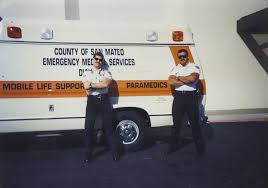 COUNTY OF SAN MATEO
EMERGENCY MEDICAL SERVICES
MOBILE LIFE SUPPORT PARAMEDICS